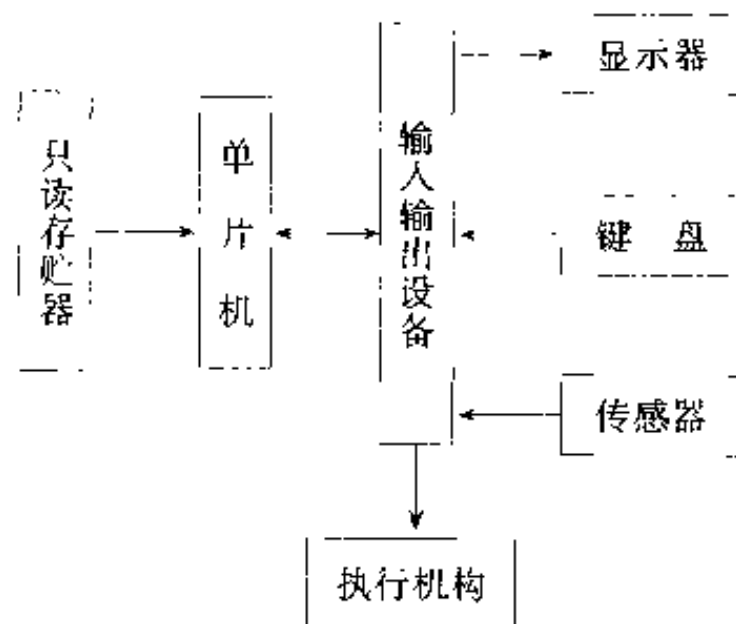 只读存贮器
单片机
输入输出设备
显示器
键盘
传感器
执行机构